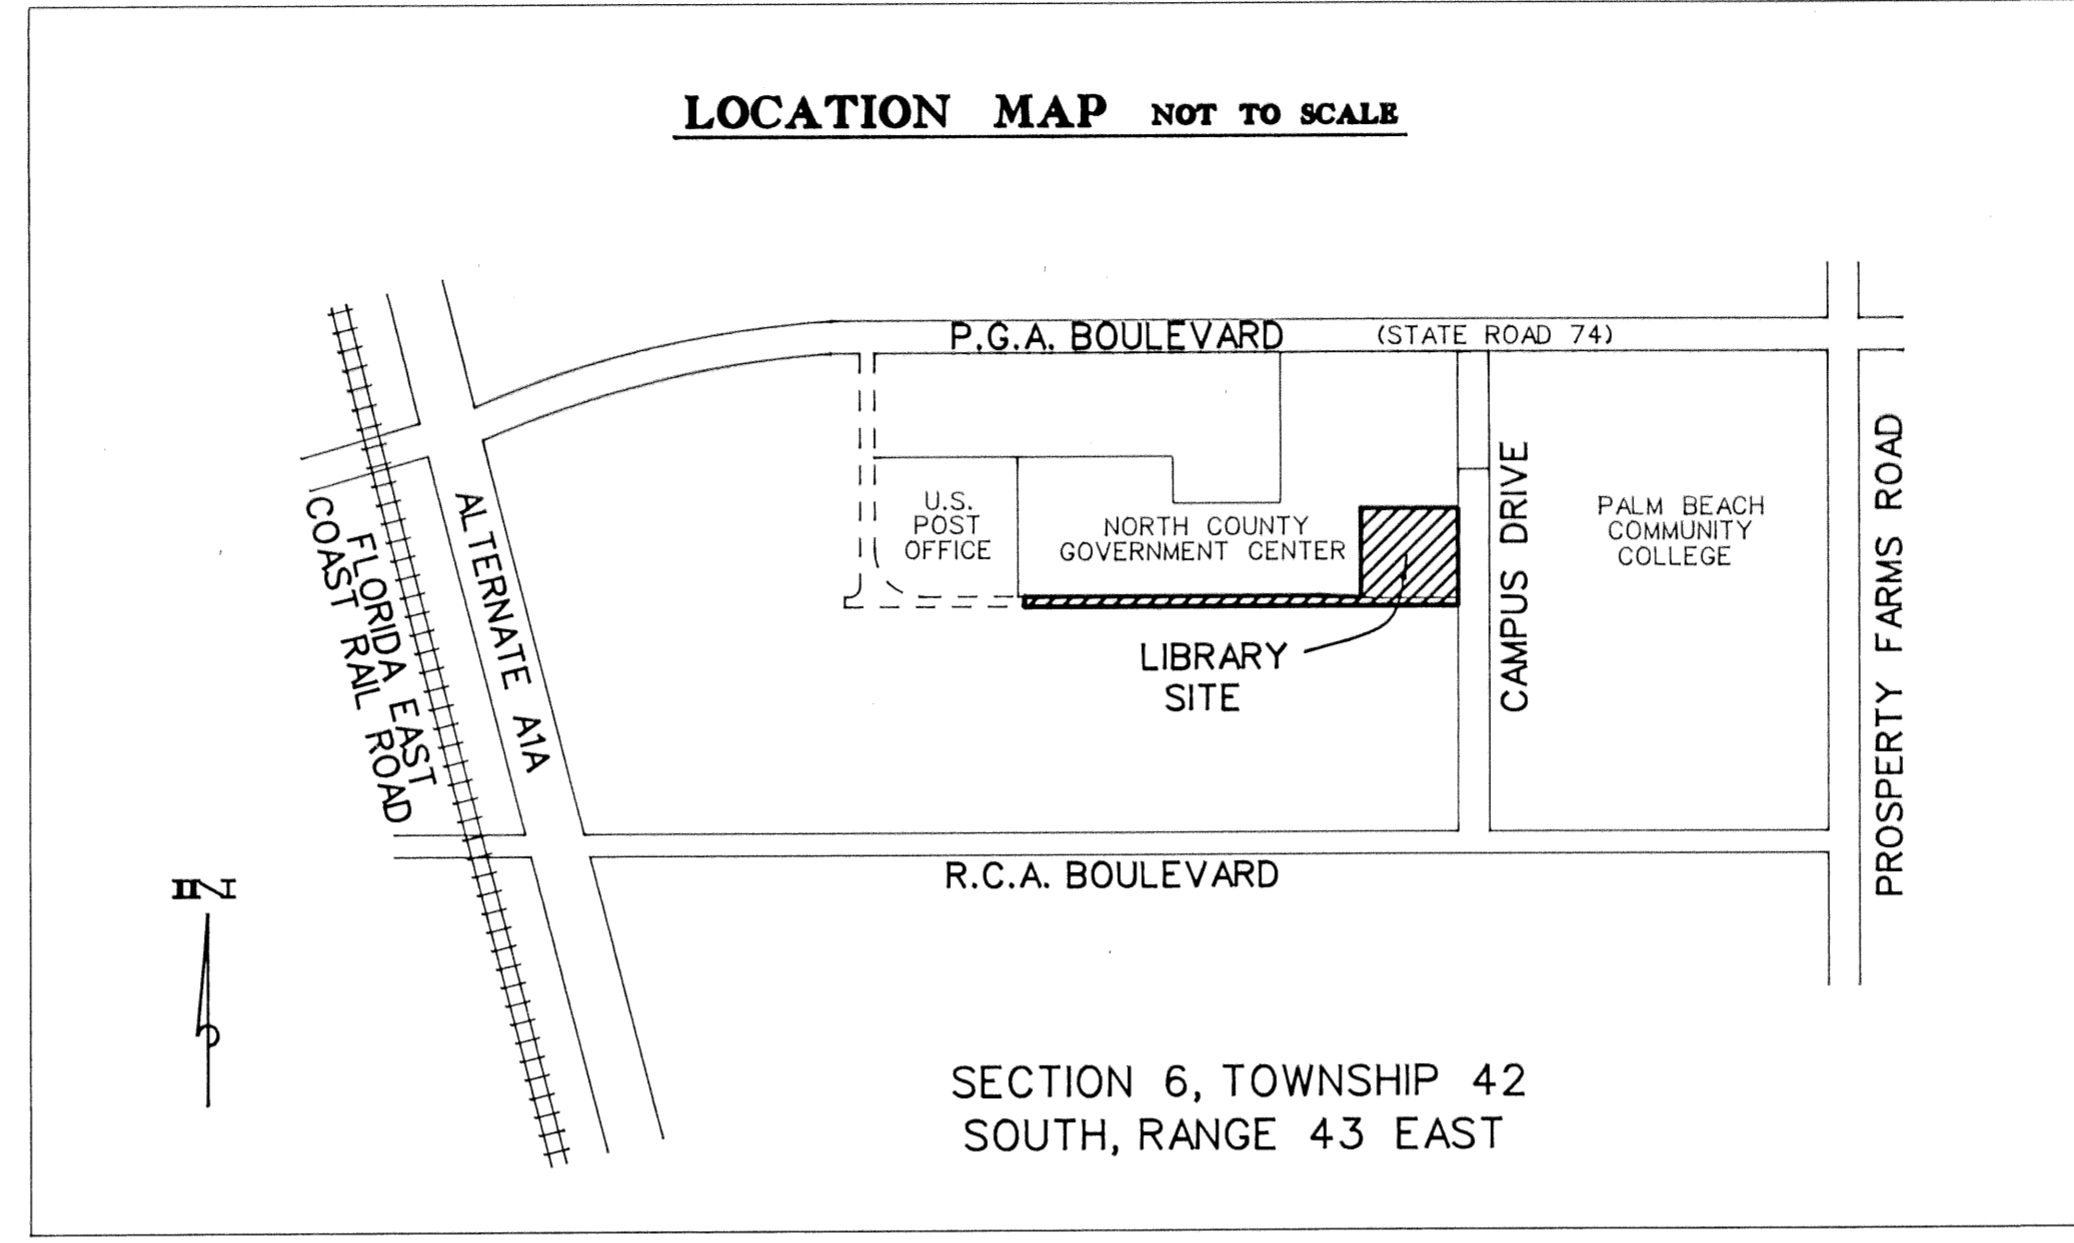 LOCATION MAP NOT TO SCALE
P.G.A. BOULEVARD (STATE ROAD 74)
U.S.
POST
OFFICE
NORTH COUNTY
GOVERNMENT CENTER
PALM BEACH
COMMUNITY
COLLEGE
CAMPUS DRIVE
PROSPERTY FARMS ROAD
ALTERNATE A1A
FLORIDA EAST
COAST RAIL ROAD
LIBRARY
SITE
R.C.A. BOULEVARD
N
SECTION 6, TOWNSHIP 42
SOUTH, RANGE 43 EAST